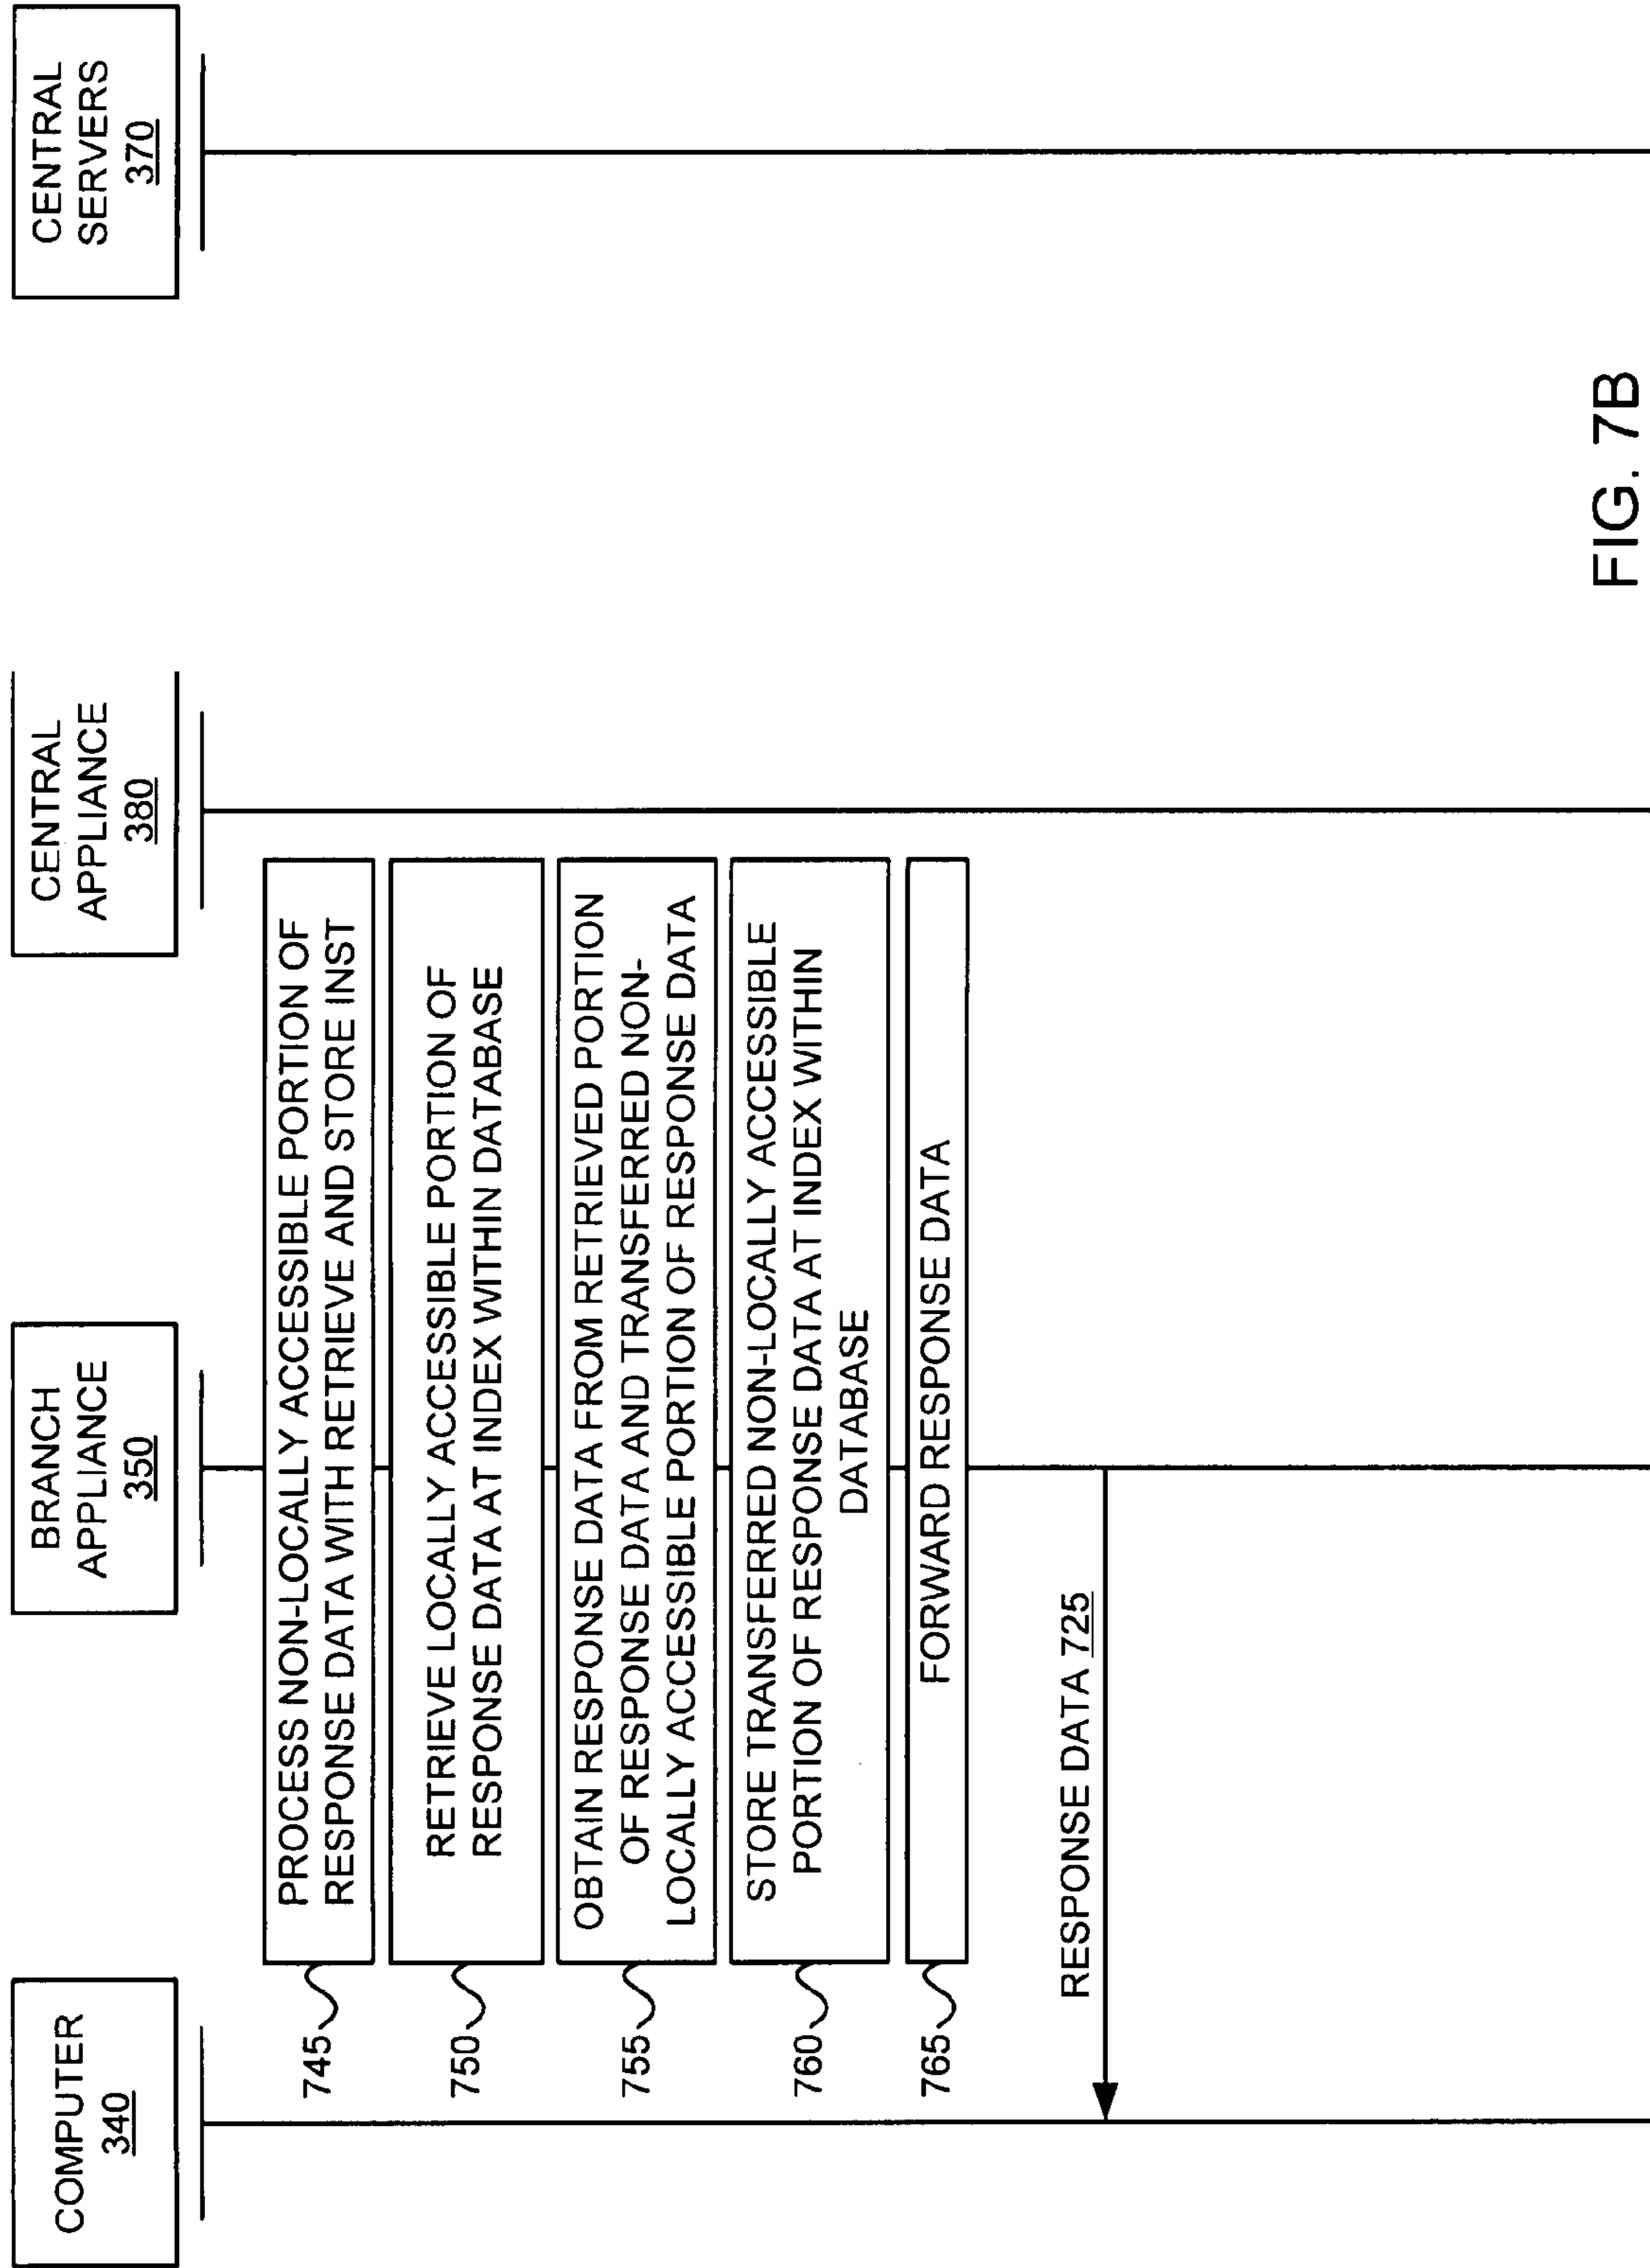 COMPUTER
340
BRANCH
APPLIANCE
350
CENTRAL
APPLIANCE
380
CENTRAL
SERVERS
370
745
PROCESS NON-LOCALLY ACCESSIBLE PORTION OF
RESPONSE DATA WITH RETRIEVE AND STORE INST
750
RETRIEVE LOCALLY ACCESSIBLE PORTION OF
RESPONSE DATA AT INDEX WITHIN DATABASE
755
OBTAIN RESPONSE DATA FROM RETRIEVED PORTION
OF RESPONSE DATA AND TRANSFERRED NON-
LOCALLY ACCESSIBLE PORTION OF RESPONSE DATA
760
STORE TRANSFERRED NON-LOCALLY ACCESSIBLE
PORTION OF RESPONSE DATA AT INDEX WITHIN
DATABASE
765
FORWARD RESPONSE DATA
RESPONSE DATA 725
FIG. 7B